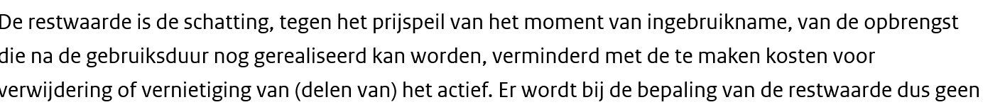 De restwaarde is de schatting, tegen het prijspeil van het moment van ingebruikname, van de opbrengst
die na de gebruiksduur nog gerealiseerd kan worden, verminderd met de te maken kosten voor
verwijdering of vernietiging van (delen van) het actief. Er wordt bij de bepaling van de restwaarde dus geen